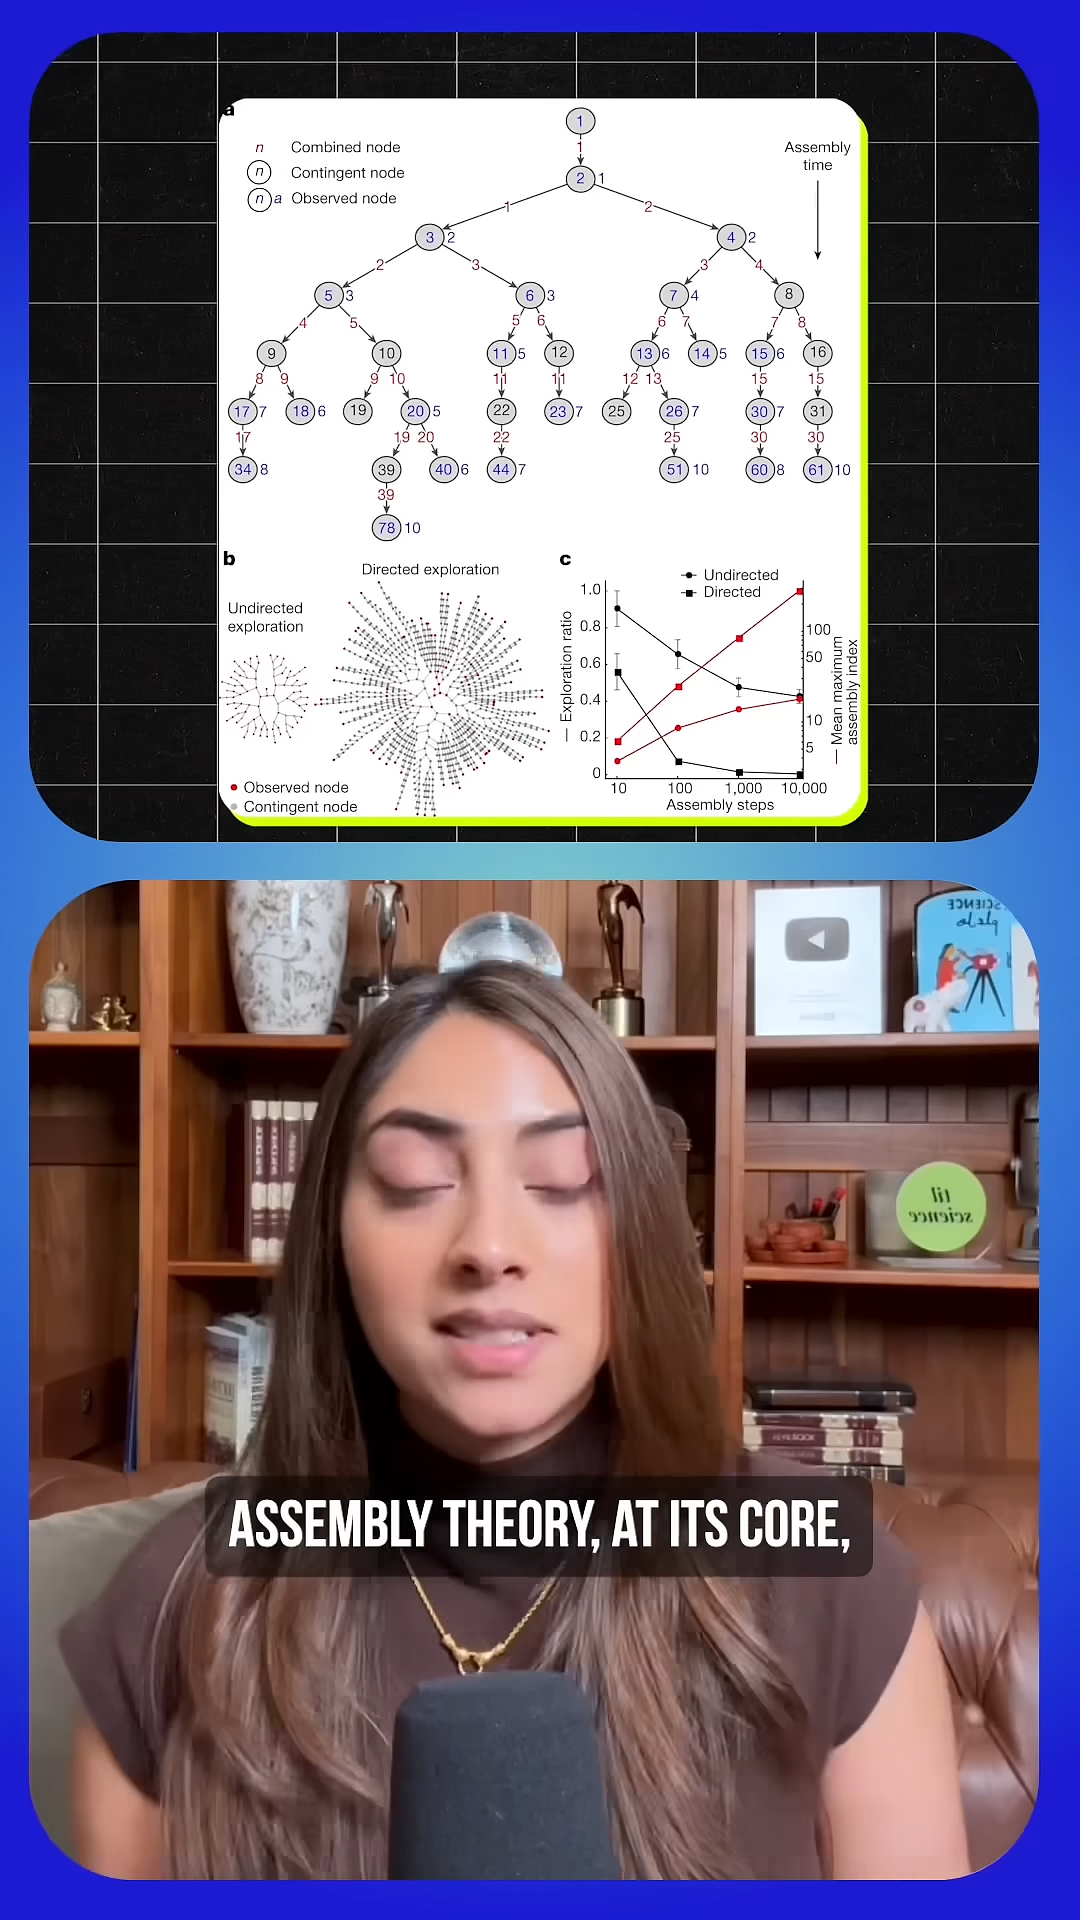 a
n Combined node
n Contingent node
n a Observed node
Assembly
time
1
1
2 1
1 2
3 2 4 2
2 3 3 4
5 3 6 3 7 4 8
4 5 5 6 6 7 7 8
9 10 11 5 12 13 6 14 5 15 6 16
8 9 9 10 11 11 12 13 15 15
17 7 18 6 19 20 5 22 23 7 25 26 7 30 7 31
17 19 20 22 25 30 30
34 8 39 40 6 44 7 51 10 60 8 61 10
39
78 10
b
Directed exploration
Undirected
exploration
Observed node
Contingent node
c
Undirected
Directed
1.0
0.8
0.6
0.4
0.2
0
Exploration ratio
100
50
10
5
Mean maximum
assembly index
10 100 1,000 10,000
Assembly steps
SCIENCE
til
science
ASSEMBLY THEORY, AT ITS CORE,